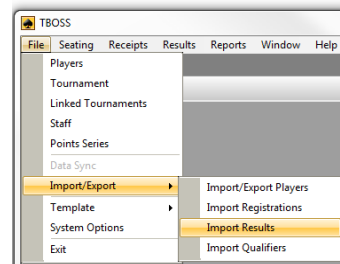 TBOSS
File Seating Receipts Results Reports Window Help
Players
Tournament
Linked Tournaments
Staff
Points Series
Data Sync
Import/Export
Import/Export Players
Template
Import Registrations
System Options
Import Results
Exit
Import Qualifiers